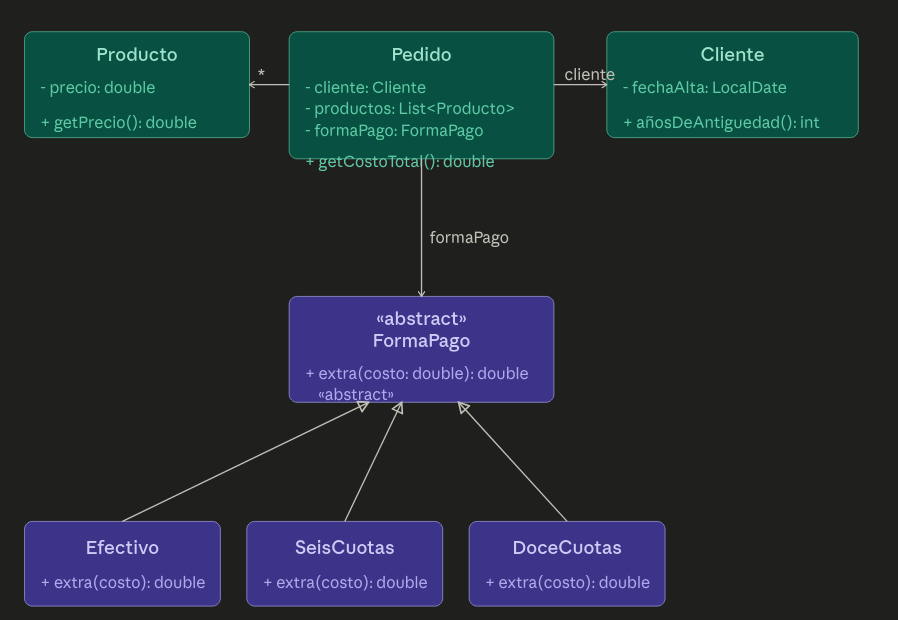 Producto
- precio: double
+ getPrecio(): double
*
Pedido
- cliente: Cliente
- productos: List<Producto>
- formaPago: FormaPago
+ getCostoTotal(): double
cliente
Cliente
- fechaAlta: LocalDate
+ añosDeAntiguedad(): int
formaPago
«abstract»
FormaPago
+ extra(costo: double): double
«abstract»
Efectivo
+ extra(costo): double
SeisCuotas
+ extra(costo): double
DoceCuotas
+ extra(costo): double